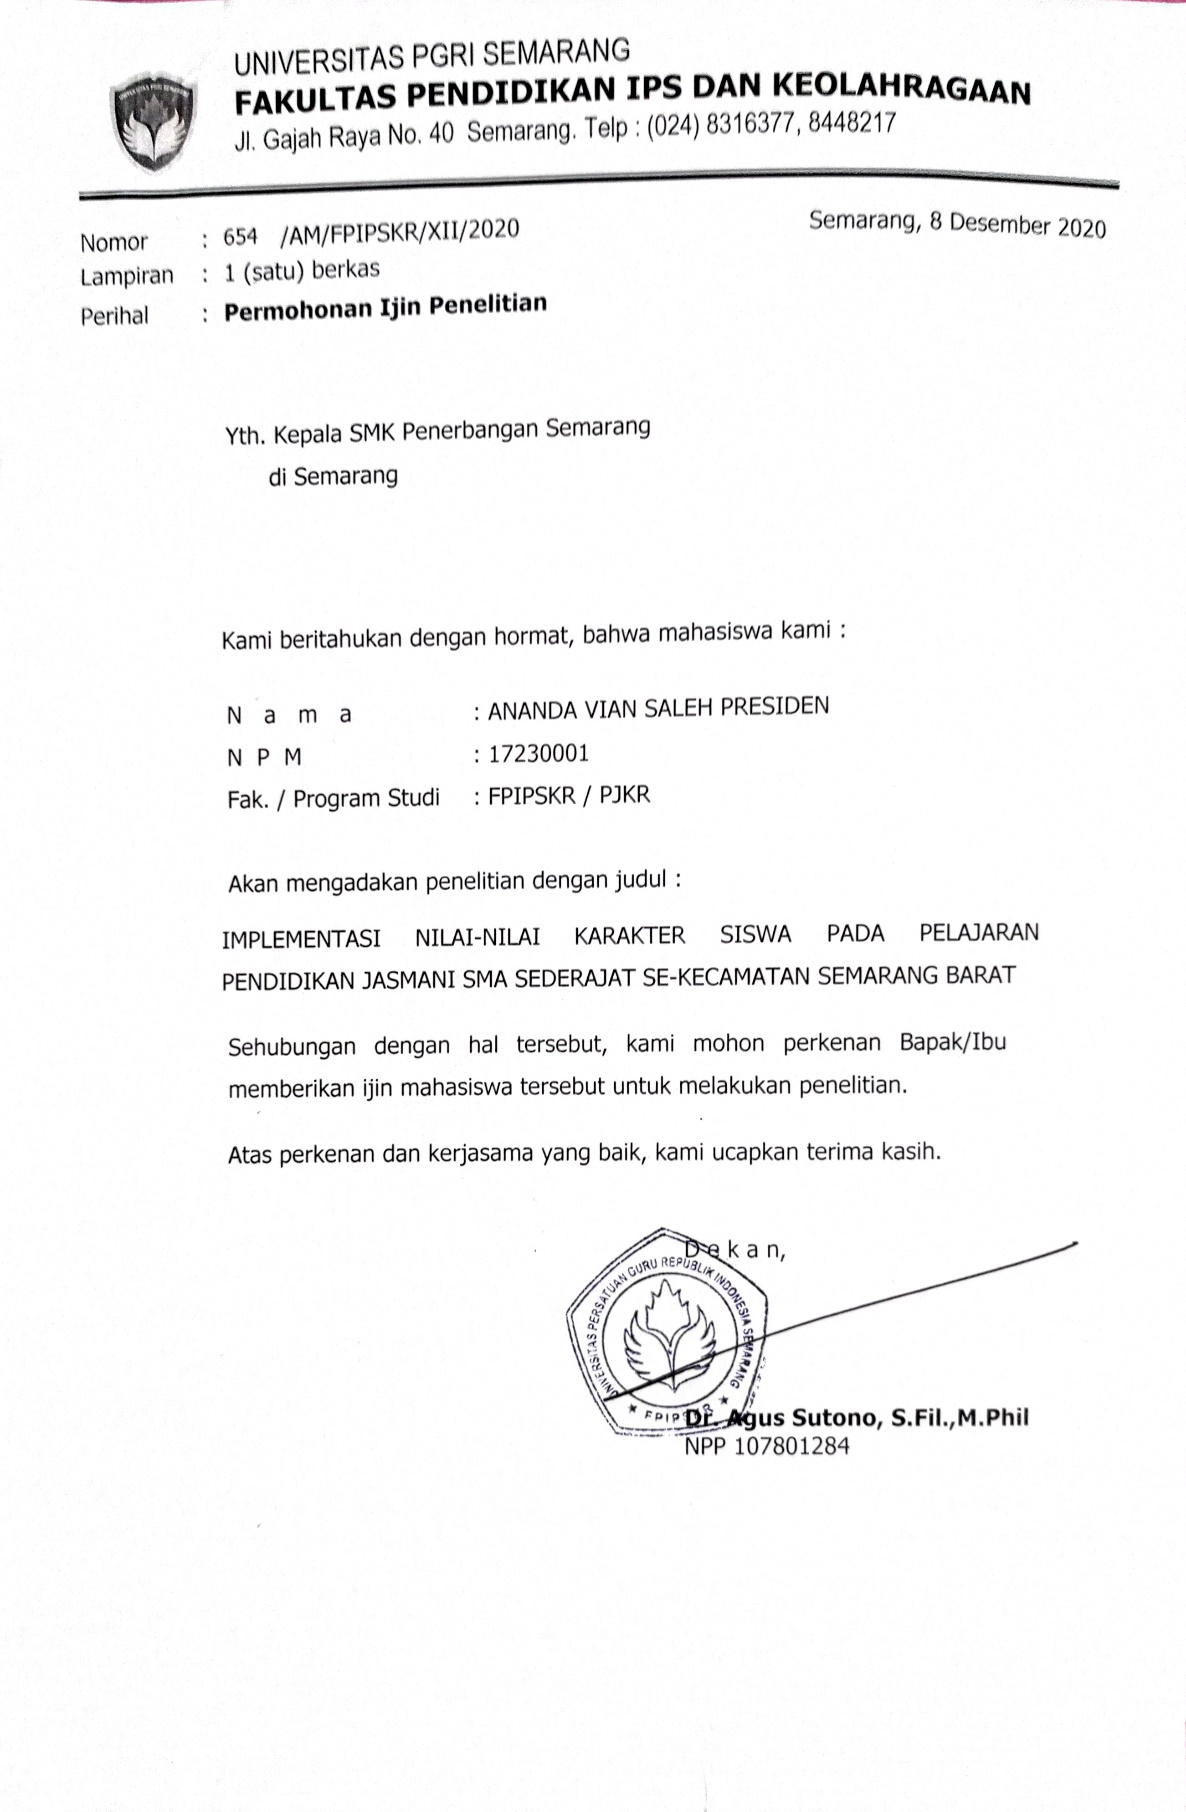 UNIVERSITAS PGRI SEMARANG
FAKULTAS PENDIDIKAN IPS DAN KEOLAHRAGAAN
Jl. Gajah Raya No. 40 Semarang. Telp : (024) 8316377, 8448217
Semarang, 8 Desember 2020
Nomor : 654 /AM/FPIPSKR/XII/2020
Lampiran : 1 (satu) berkas
Perihal : Permohonan Ijin Penelitian
Yth. Kepala SMK Penerbangan Semarang
di Semarang
Kami beritahukan dengan hormat, bahwa mahasiswa kami :
N a m a : ANANDA VIAN SALEH PRESIDEN
N P M : 17230001
Fak. / Program Studi : FPIPSKR / PJKR
Akan mengadakan penelitian dengan judul :
IMPLEMENTASI NILAI-NILAI KARAKTER SISWA PADA PELAJARAN
PENDIDIKAN JASMANI SMA SEDERAJAT SE-KECAMATAN SEMARANG BARAT
Sehubungan dengan hal tersebut, kami mohon perkenan Bapak/Ibu
memberikan ijin mahasiswa tersebut untuk melakukan penelitian.
Atas perkenan dan kerjasama yang baik, kami ucapkan terima kasih.
D e k a n,
UNIVERSITAS PERSATUAN GURU REPUBLIK INDONESIA SEMARANG
Dr. Agus Sutono, S.Fil.,M.Phil
NPP 107801284